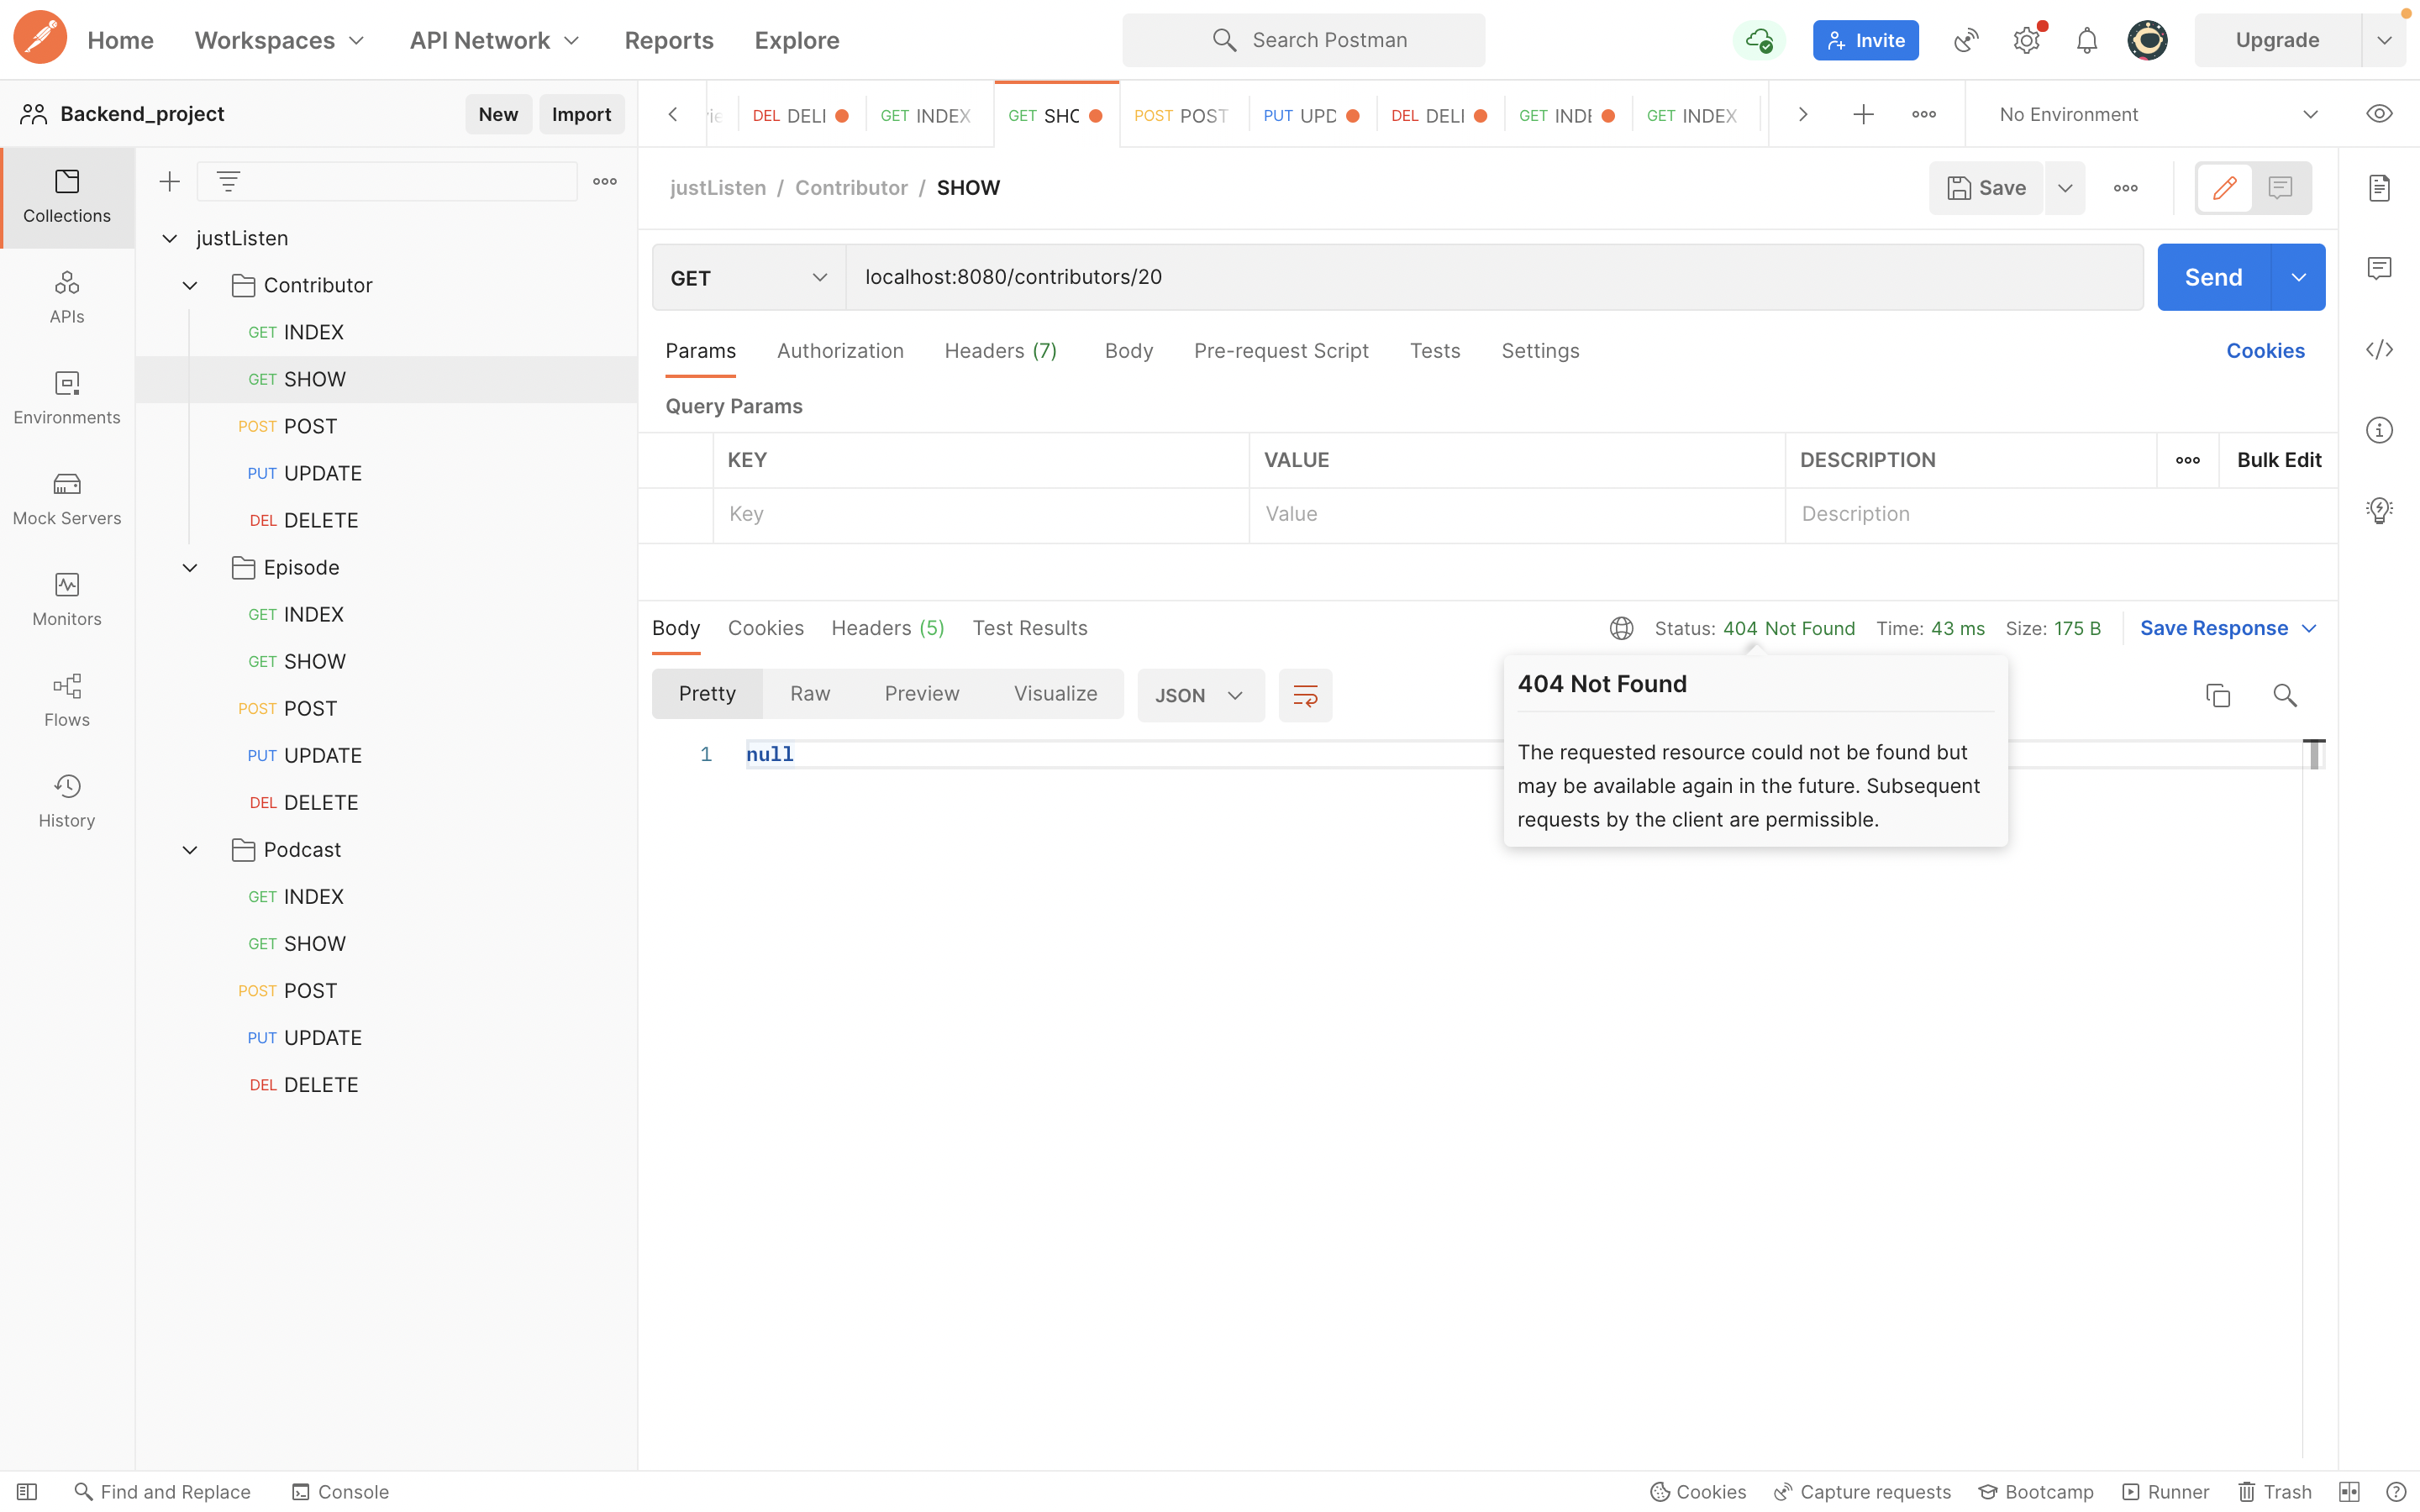 Home
Workspaces
API Network
Reports
Explore
Search Postman
Invite
Upgrade
Backend_project
New
Import
DEL DELI
GET INDEX
GET SHO
POST POST
PUT UPD
DEL DELI
GET INDE
GET INDEX
No Environment
Collections
APIs
Environments
Mock Servers
Monitors
Flows
History
justListen
Contributor
GET INDEX
GET SHOW
POST POST
PUT UPDATE
DEL DELETE
Episode
GET INDEX
GET SHOW
POST POST
PUT UPDATE
DEL DELETE
Podcast
GET INDEX
GET SHOW
POST POST
PUT UPDATE
DEL DELETE
justListen / Contributor / SHOW
Save
GET
localhost:8080/contributors/20
Send
Params
Authorization
Headers (7)
Body
Pre-request Script
Tests
Settings
Cookies
Query Params
KEY
VALUE
DESCRIPTION
Bulk Edit
Key
Value
Description
Body
Cookies
Headers (5)
Test Results
Status: 404 Not Found
Time: 43 ms
Size: 175 B
Save Response
Pretty
Raw
Preview
Visualize
JSON
1
null
404 Not Found
The requested resource could not be found but
may be available again in the future. Subsequent
requests by the client are permissible.
Find and Replace
Console
Cookies
Capture requests
Bootcamp
Runner
Trash